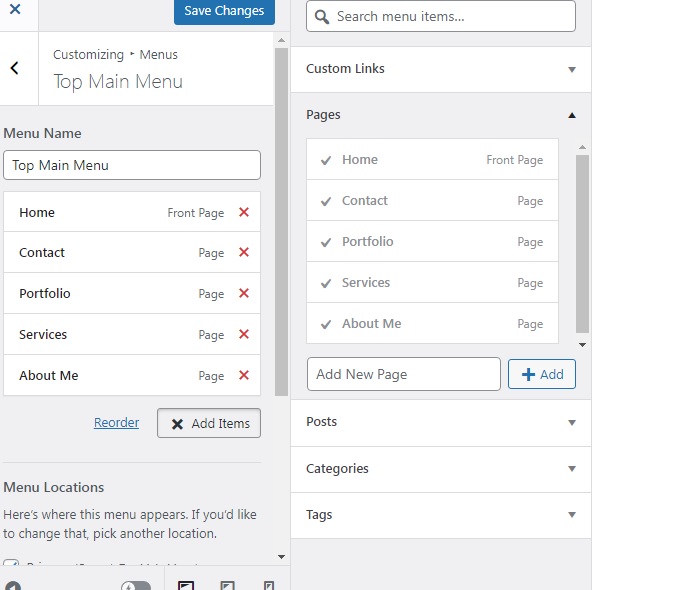 Save Changes
Customizing ‣ Menus
Top Main Menu
Menu Name
Top Main Menu
Home Front Page
Contact Page
Portfolio Page
Services Page
About Me Page
Reorder Add Items
Menu Locations
Here's where this menu appears. If you'd like
to change that, pick another location.
Search menu items…
Custom Links
Pages
Home Front Page
Contact Page
Portfolio Page
Services Page
About Me Page
Add New Page Add
Posts
Categories
Tags